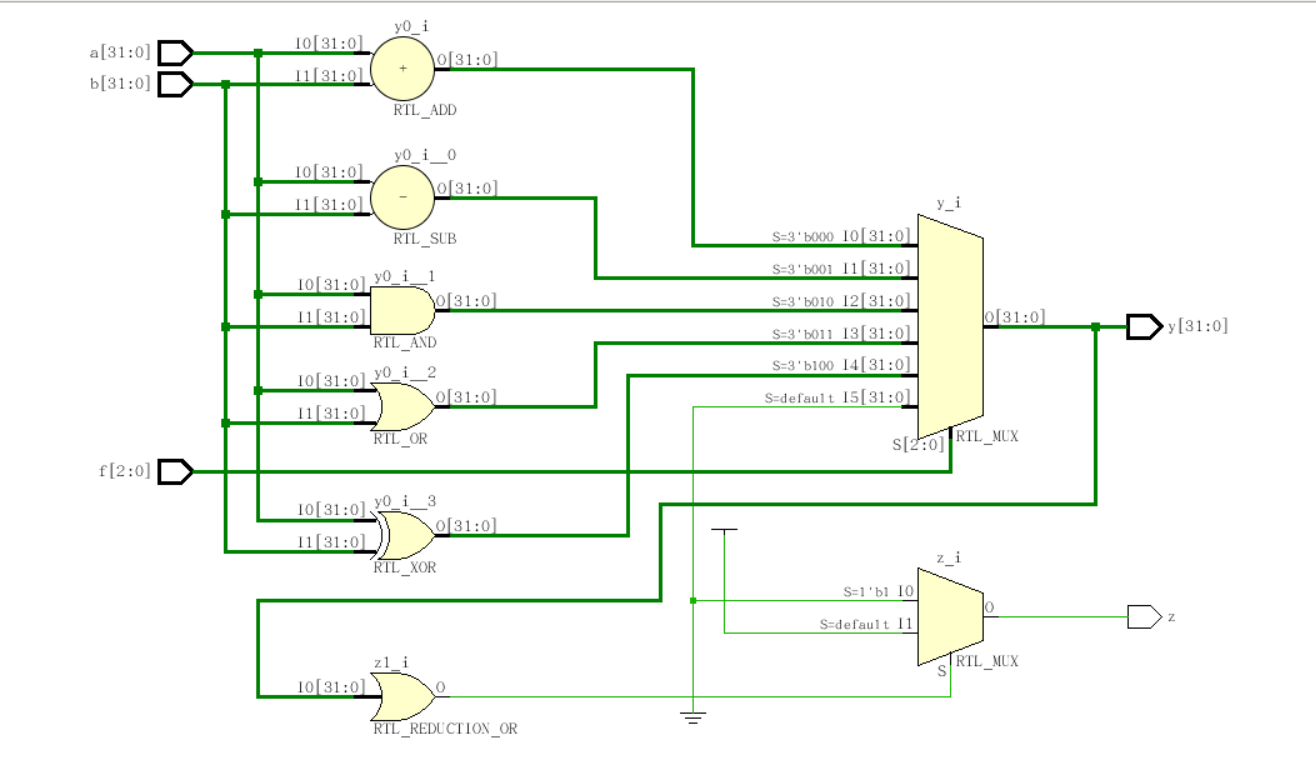 y0_i
a[31:0]
I0[31:0]
O[31:0]
+
b[31:0]
I1[31:0]
RTL_ADD
y0_i__0
I0[31:0]
O[31:0]
−
I1[31:0]
RTL_SUB
y_i
S=3'b000 I0[31:0]
S=3'b001 I1[31:0]
y0_i__1
I0[31:0]
O[31:0]
S=3'b010 I2[31:0]
I1[31:0]
RTL_AND
O[31:0]
y[31:0]
S=3'b011 I3[31:0]
S=3'b100 I4[31:0]
y0_i__2
I0[31:0]
O[31:0]
S=default I5[31:0]
I1[31:0]
RTL_OR
RTL_MUX
S[2:0]
f[2:0]
y0_i__3
I0[31:0]
O[31:0]
I1[31:0]
RTL_XOR
z_i
S=1'b1 I0
O
z
S=default I1
RTL_MUX
S
z1_i
I0[31:0]
O
RTL_REDUCTION_OR